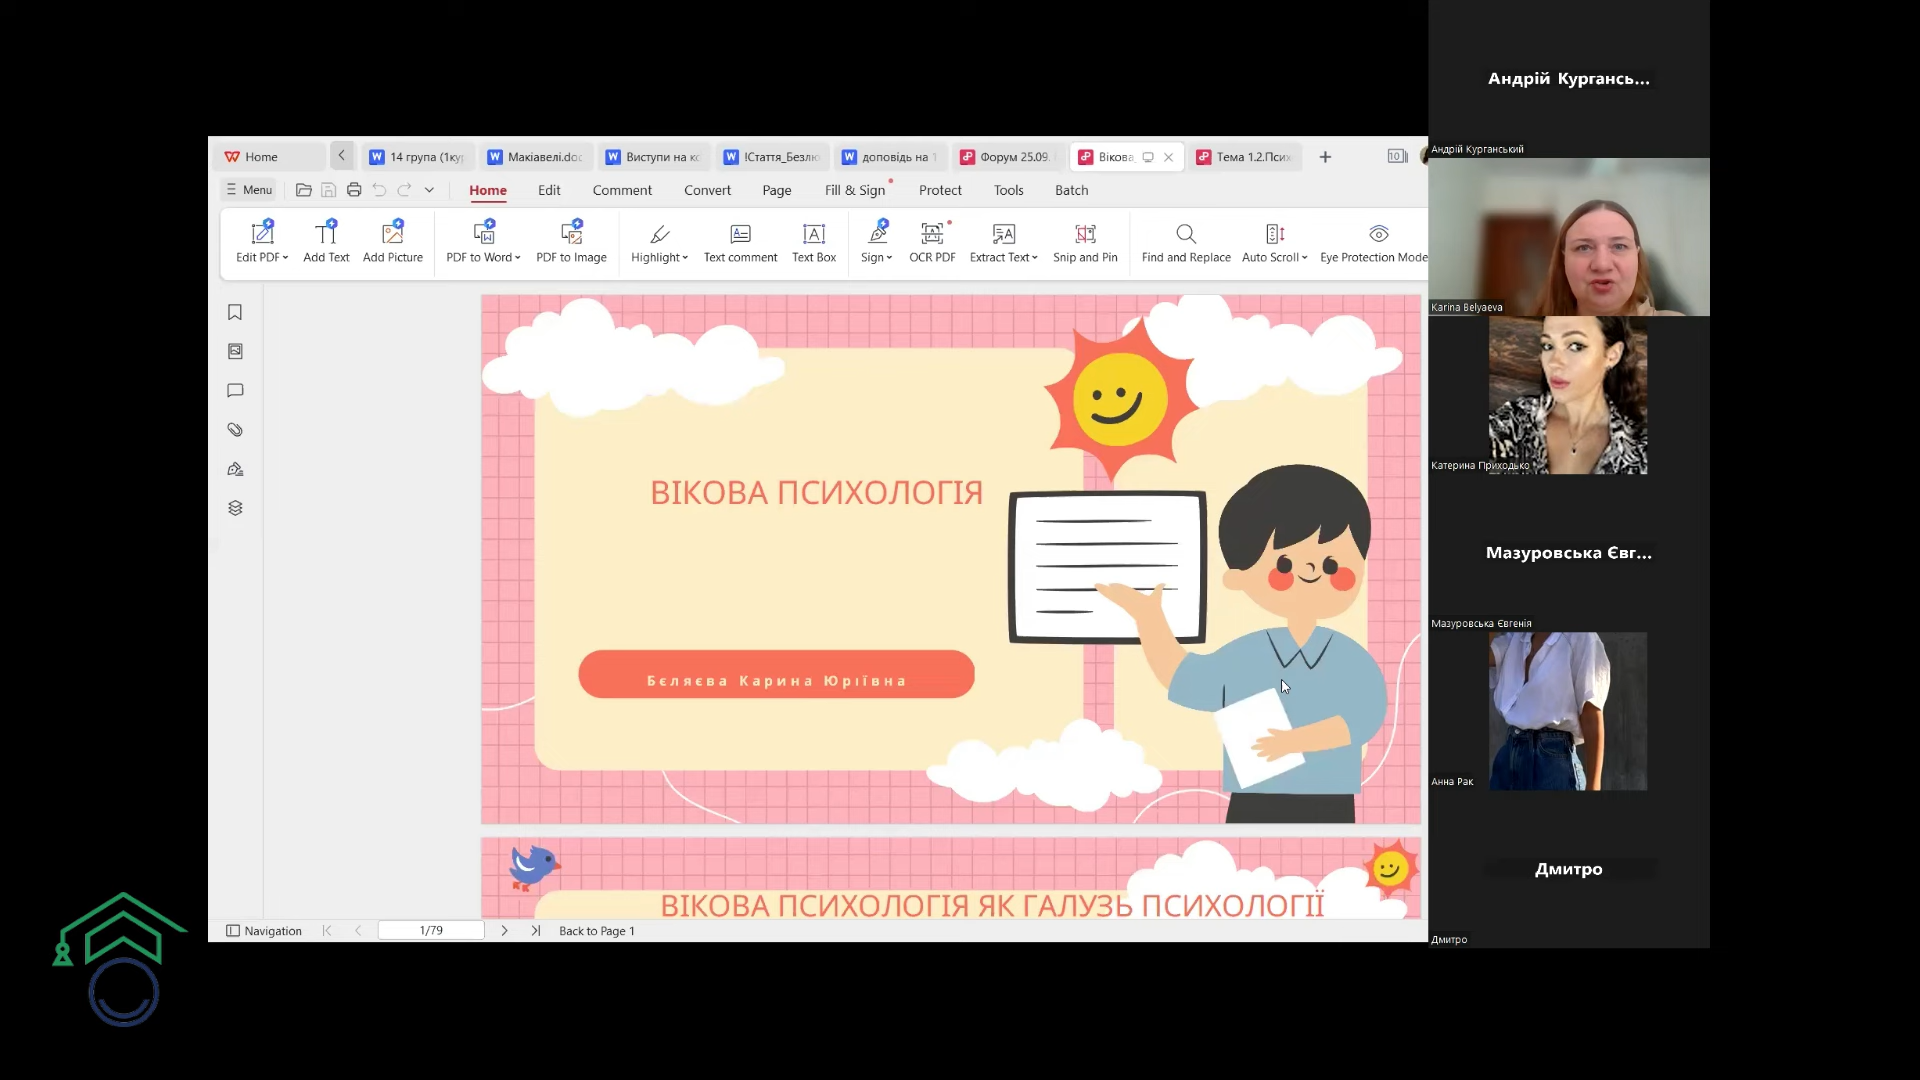 АндрійУргансь...
Андрій Курганський
Home
14 група (1кур
Макіавелі.doc
Виступи на ко
!Стаття_Безлю
доповідь на 1
Форум 25.09.
Вікова
Тема 1.2.Псих
10
Menu
Home
Edit
Comment
Convert
Page
Fill & Sign
Protect
Tools
Batch
Edit PDF
Add Text
Add Picture
PDF to Word
PDF to Image
Highlight
Text comment
Text Box
Sign
OCR PDF
Extract Text
Snip and Pin
Find and Replace
Auto Scroll
Eye Protection Mode
Karina Belyaeva
ВІКОВА ПСИХОЛОГІЯ
Бєляєва Карина Юріївна
Катерина Приходько
Мазуровська Євг...
Мазуровська Євгенія
Анна Рак
Дмитро
Дмитро
ВІКОВА ПСИХОЛОГІЯ ЯК ГАЛУЗЬ ПСИХОЛОГІЇ
Navigation
1/79
Back to Page 1